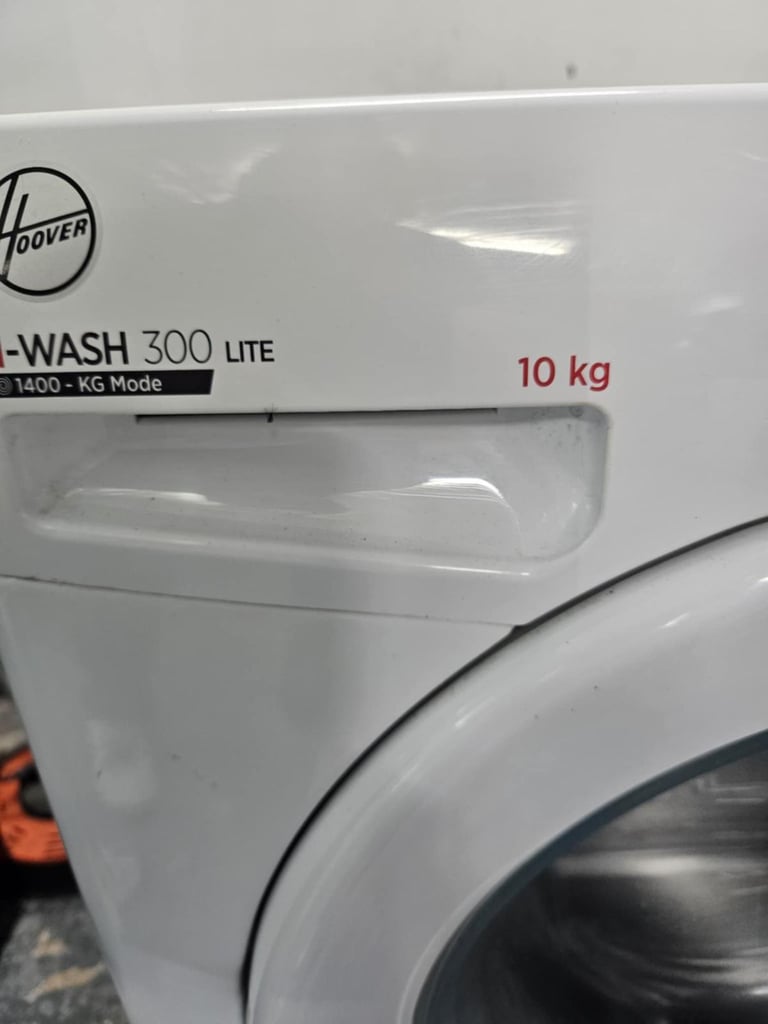 HOOVER
-WASH 300 LITE
1400 - KG Mode
10 kg